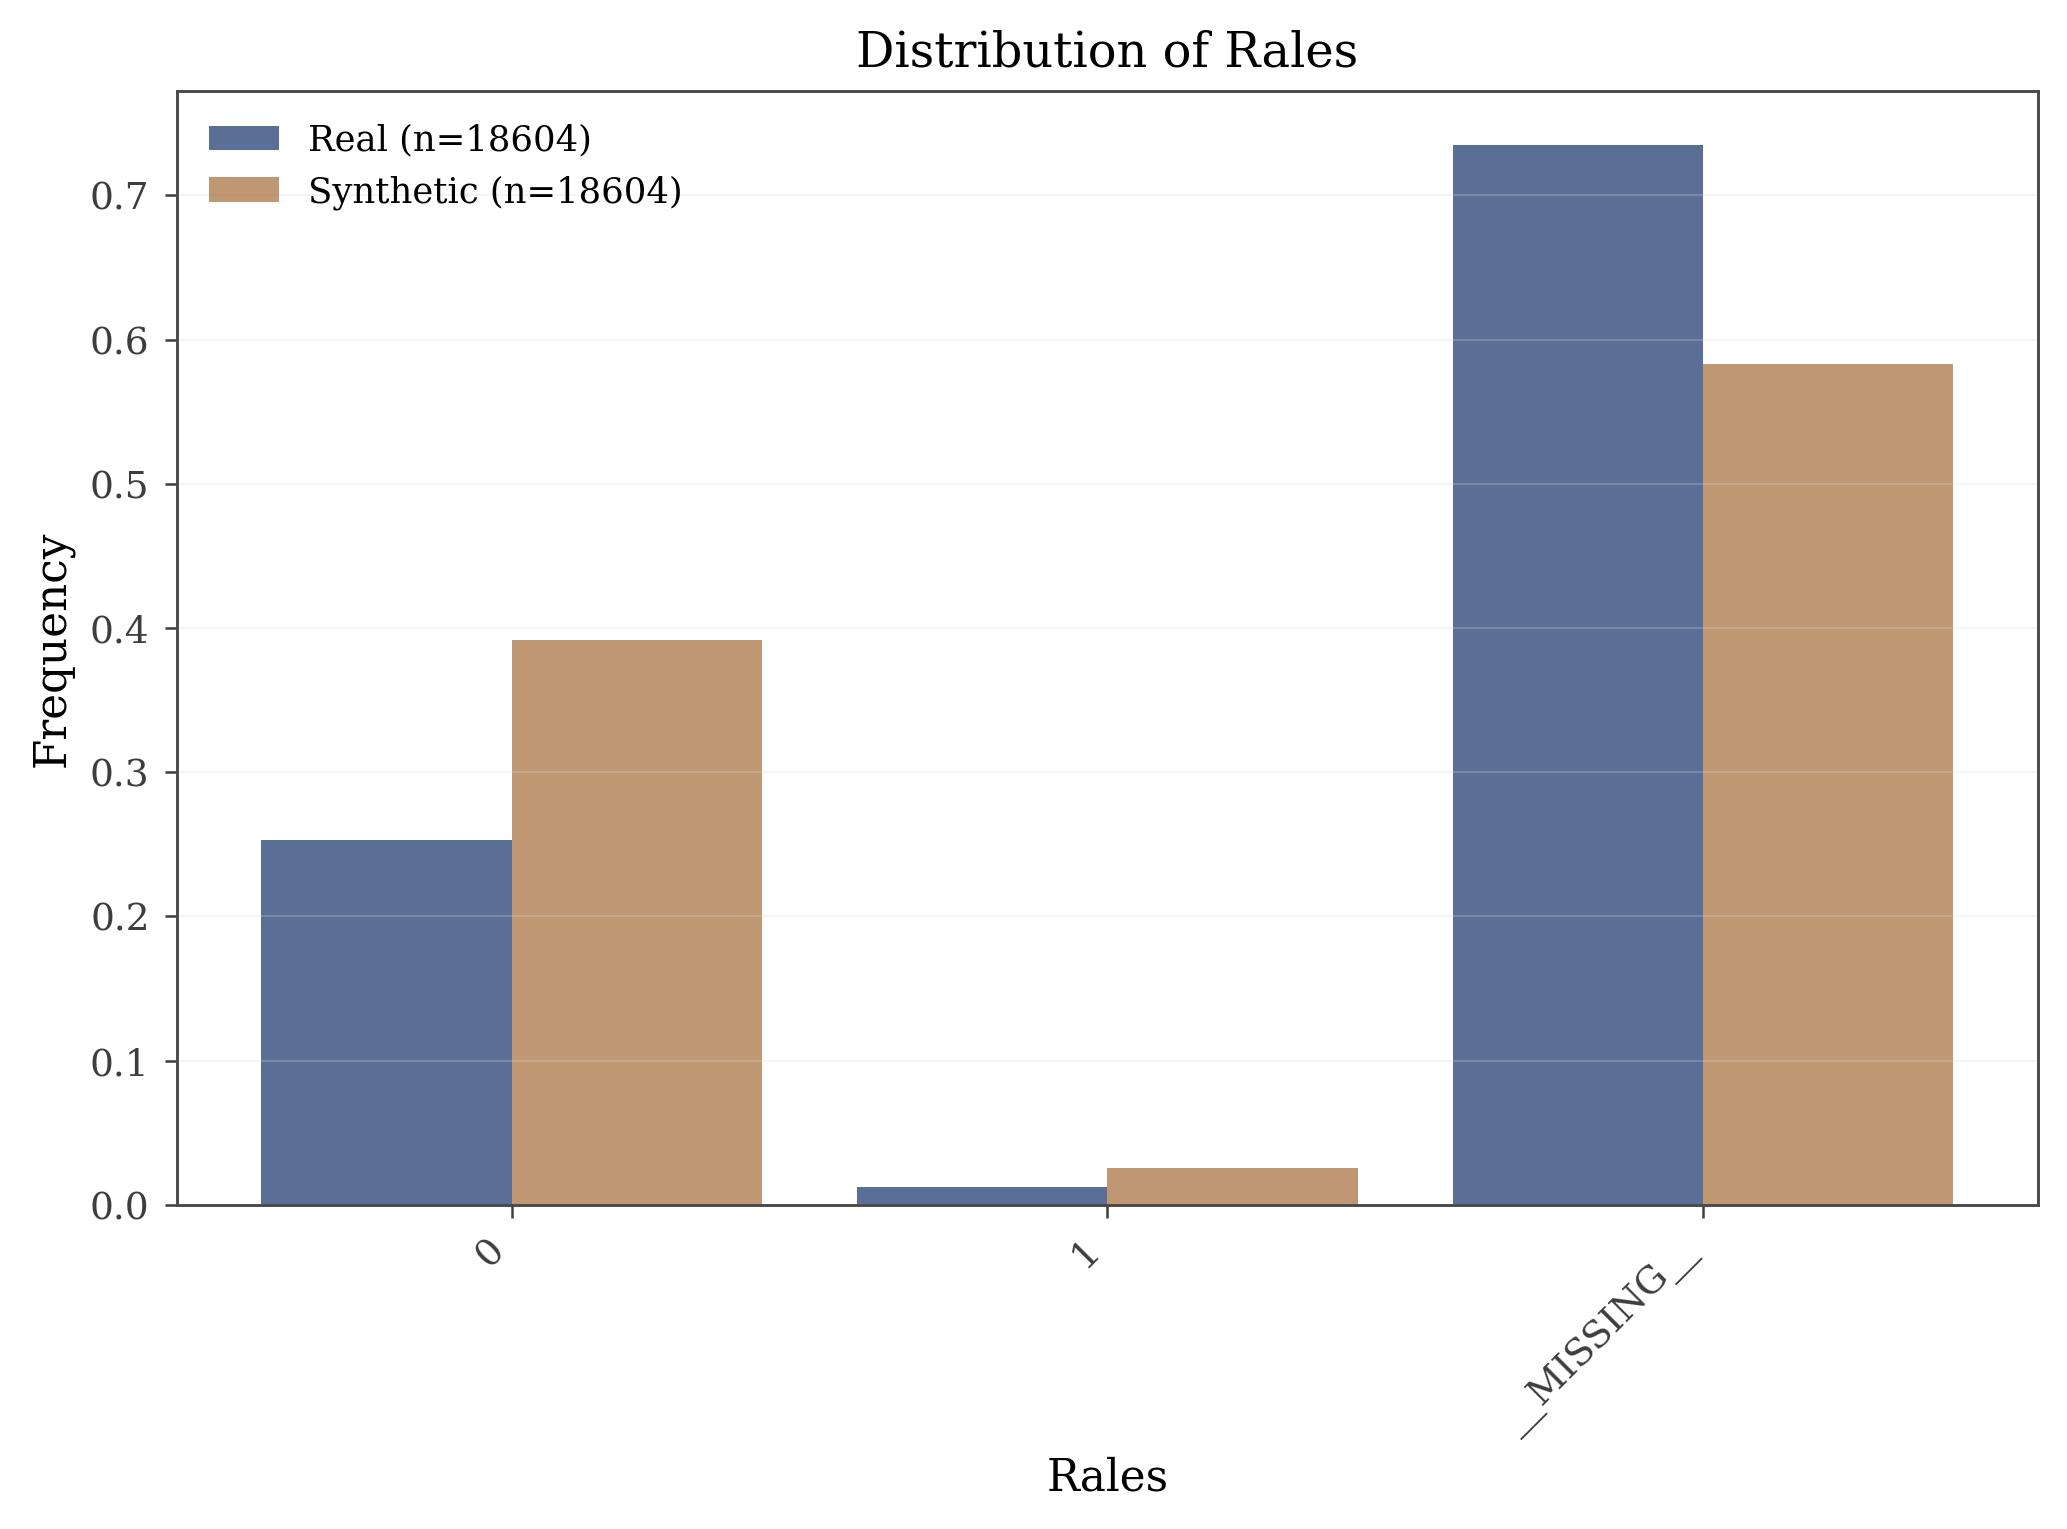 Distribution of Rales
Real (n=18604)
Synthetic (n=18604)
Frequency
0.7
0.6
0.5
0.4
0.3
0.2
0.1
0.0
0
1
__MISSING__
Rales